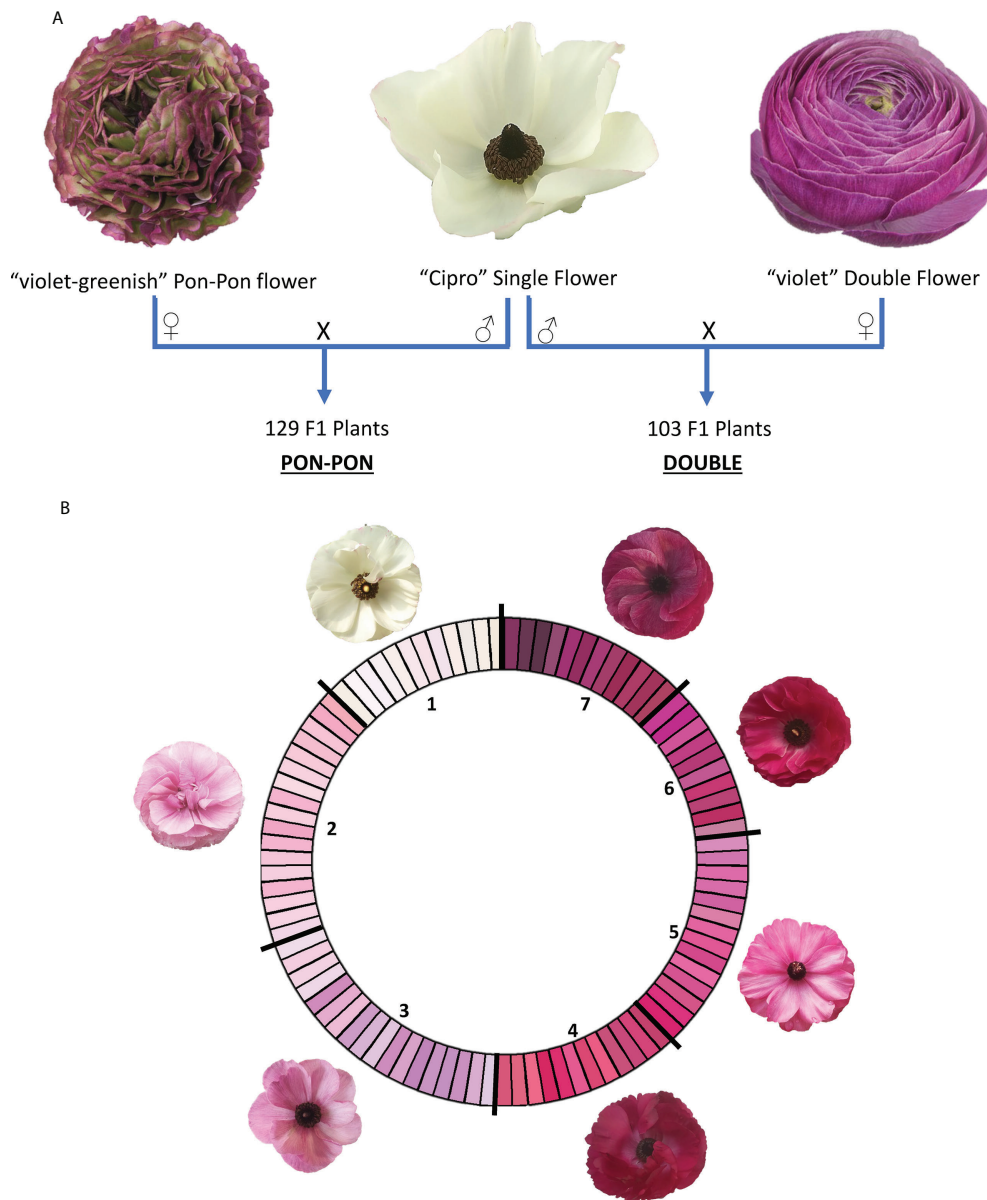 A
“violet-greenish” Pon-Pon flower
“Cipro” Single Flower
“violet” Double Flower
♀ X ♂
♂ X ♀
129 F1 Plants
103 F1 Plants
PON-PON
DOUBLE
B
1
7
6
2
5
3
4